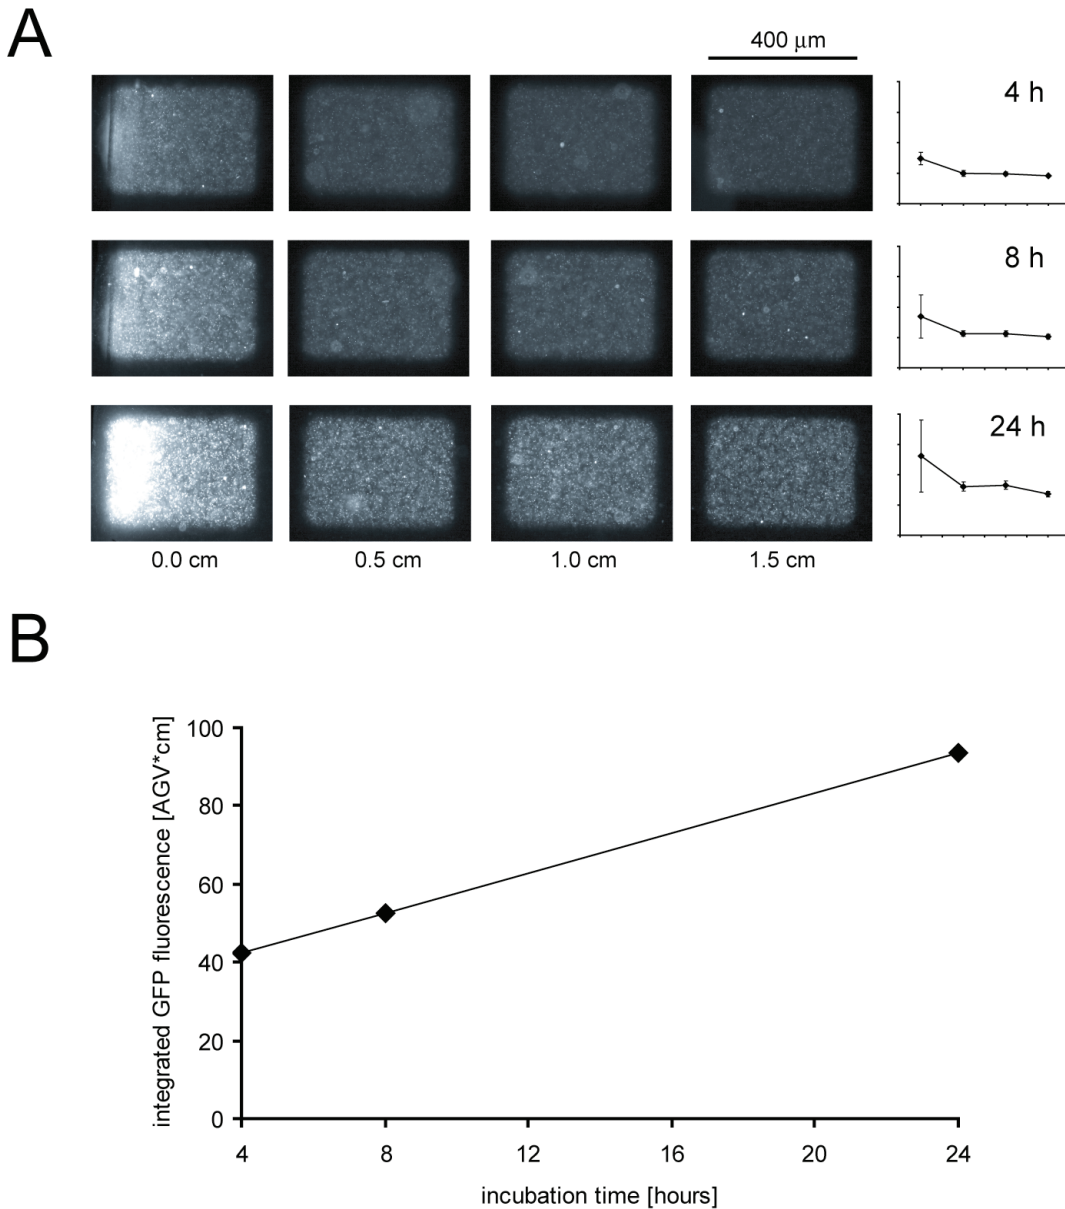 A
400 μm
4 h
8 h
24 h
0.0 cm 0.5 cm 1.0 cm 1.5 cm
B
integrated GFP fluorescence [AGV*cm]
100
80
60
40
20
0
4 8 12 16 20 24
incubation time [hours]